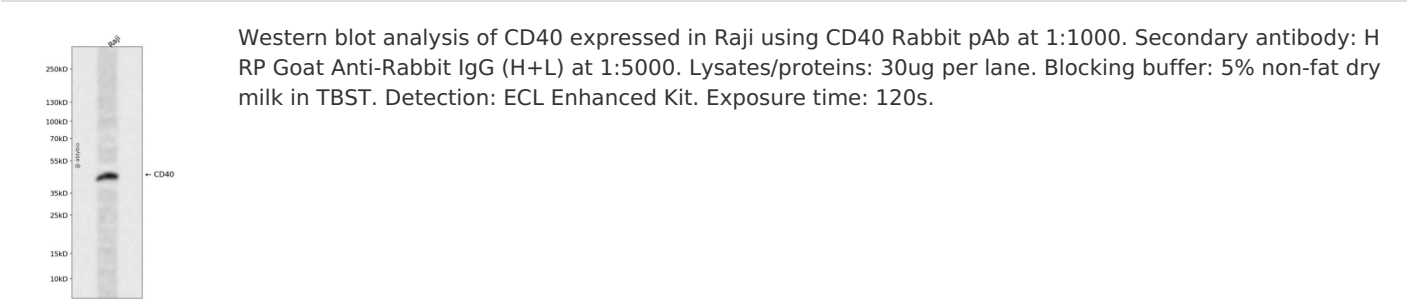 Raji
250kD
130kD
100kD
70kD
55kD
35kD
25kD
15kD
10kD
← CD40
Western blot analysis of CD40 expressed in Raji using CD40 Rabbit pAb at 1:1000. Secondary antibody: H
RP Goat Anti-Rabbit IgG (H+L) at 1:5000. Lysates/proteins: 30ug per lane. Blocking buffer: 5% non-fat dry
milk in TBST. Detection: ECL Enhanced Kit. Exposure time: 120s.